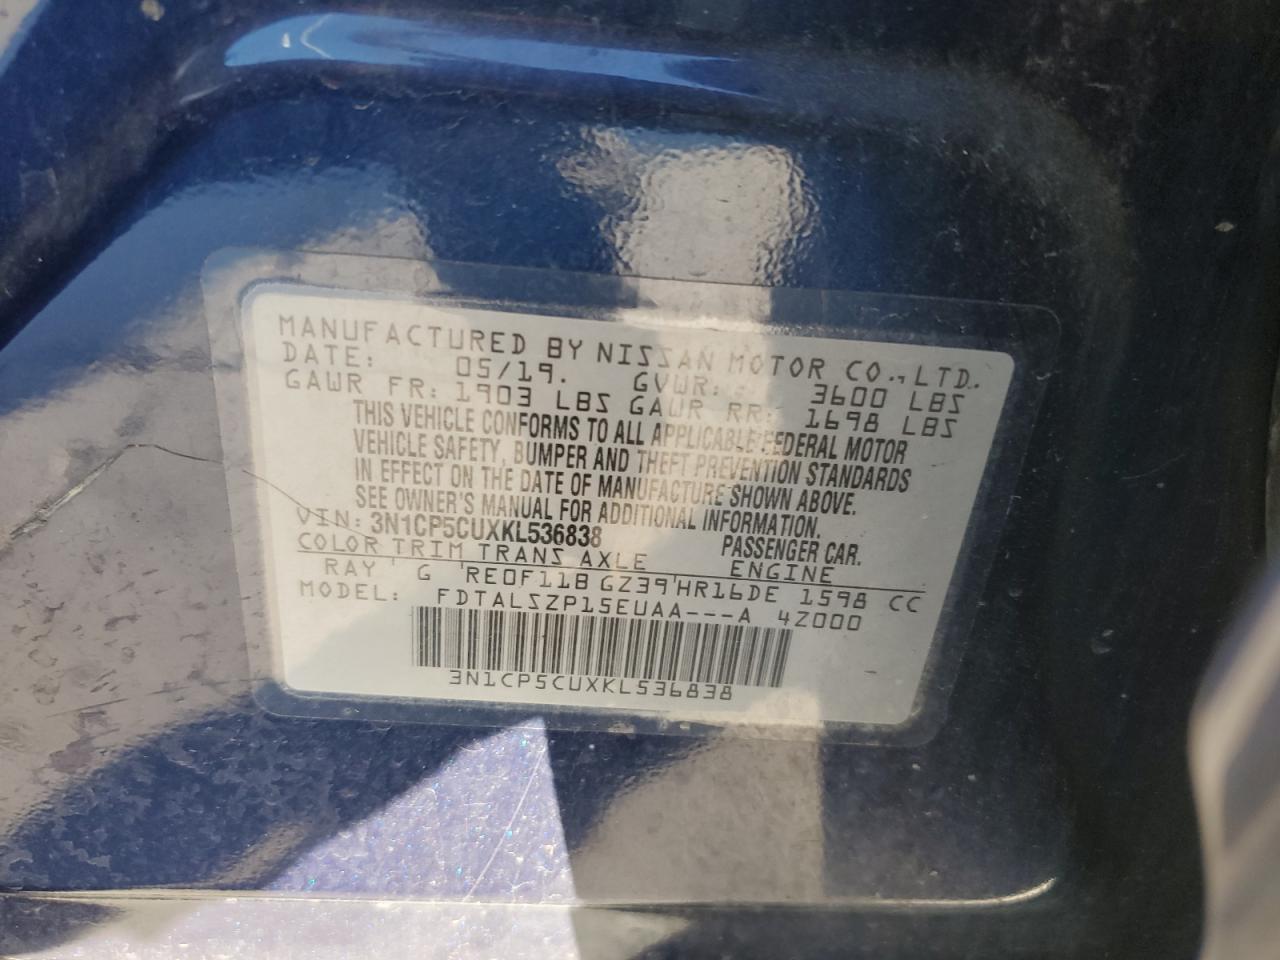 MANUFACTURED BY NISSAN MOTOR CO., LTD.
DATE: 05/19. GVWR: 3600 LBS
GAWR FR: 1903 LBS GAWR RR: 1698 LBS
THIS VEHICLE CONFORMS TO ALL APPLICABLE FEDERAL MOTOR
VEHICLE SAFETY, BUMPER AND THEFT PREVENTION STANDARDS
IN EFFECT ON THE DATE OF MANUFACTURE SHOWN ABOVE.
SEE OWNER'S MANUAL FOR ADDITIONAL INFORMATION.
VIN: 3N1CP5CUXKL536838 PASSENGER CAR.
COLOR TRIM TRANS AXLE ENGINE
RAY G RE0F11B GZ39 HR16DE 1598 CC
MODEL: FDTALSZP15EUAA---A 4Z000
3N1CP5CUXKL536838